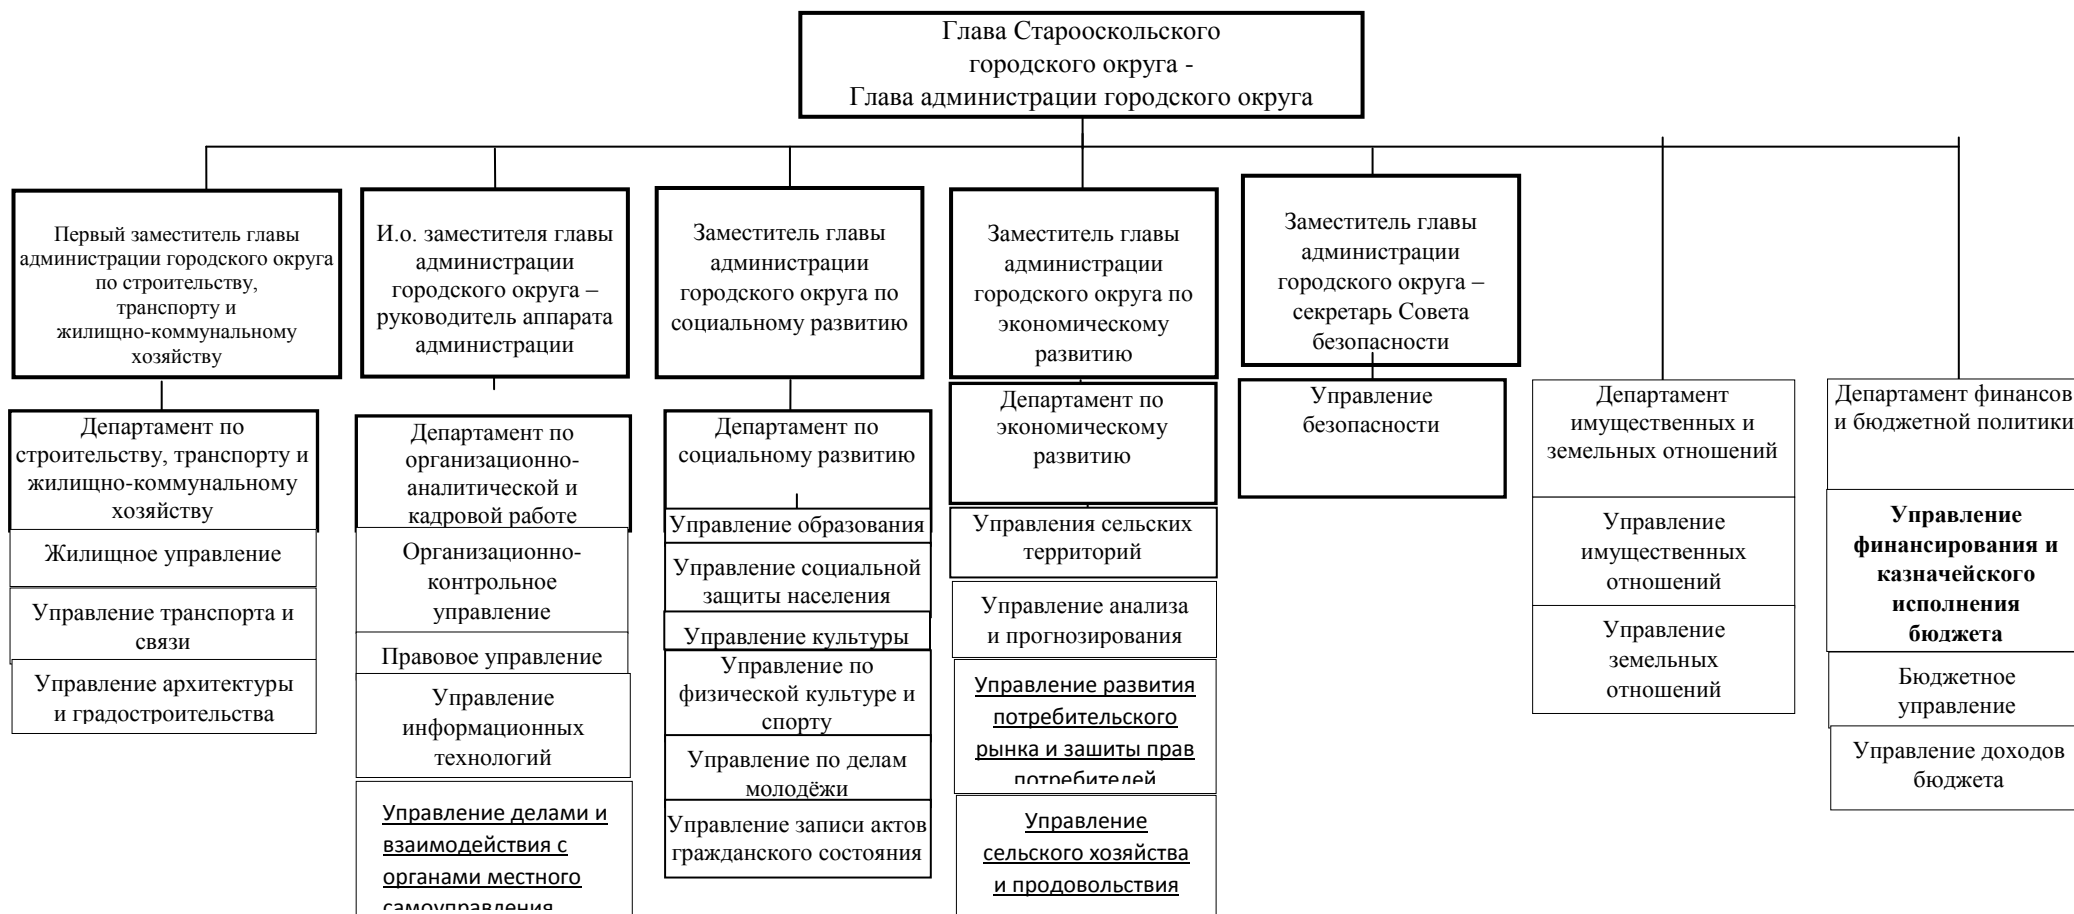 Глава Старооскольского
городского округа -
Глава администрации городского округа
Первый заместитель главы
администрации городского округа
по строительству,
транспорту и
жилищно-коммунальному
хозяйству
И.о. заместителя главы
администрации
городского округа –
руководитель аппарата
администрации
Заместитель главы
администрации
городского округа по
социальному развитию
Заместитель главы
администрации
городского округа по
экономическому
развитию
Заместитель главы
администрации
городского округа –
секретарь Совета
безопасности
Департамент по
строительству, транспорту и
жилищно-коммунальному
хозяйству
Жилищное управление
Управление транспорта и
связи
Управление архитектуры
и градостроительства
Департамент по
организационно-
аналитической и
кадровой работе
Организационно-
контрольное
управление
Правовое управление
Управление
информационных
технологий
Управление делами и
взаимодействия с
органами местного
самоуправления
Департамент по
социальному развитию
Управление образования
Управление социальной
защиты населения
Управление культуры
Управление по
физической культуре и
спорту
Управление по делам
молодёжи
Управление записи актов
гражданского состояния
Департамент по
экономическому
развитию
Управления сельских
территорий
Управление анализа
и прогнозирования
Управление развития
потребительского
рынка и зашиты прав
потребителей
Управление
сельского хозяйства
и продовольствия
Управление
безопасности
Департамент
имущественных и
земельных отношений
Управление
имущественных
отношений
Управление
земельных
отношений
Департамент финансов
и бюджетной политики
Управление
финансирования и
казначейского
исполнения
бюджета
Бюджетное
управление
Управление доходов
бюджета